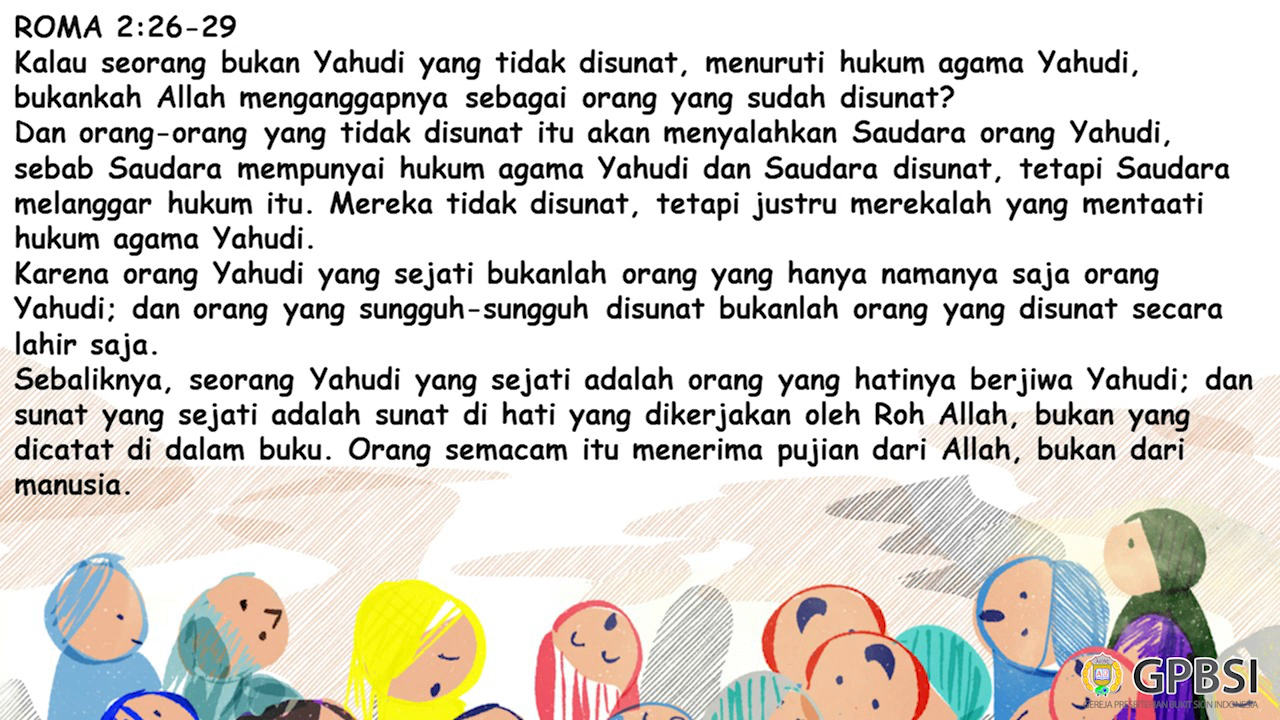 ROMA 2:26-29
Kalau seorang bukan Yahudi yang tidak disunat, menuruti hukum agama Yahudi,
bukankah Allah menganggapnya sebagai orang yang sudah disunat?
Dan orang-orang yang tidak disunat itu akan menyalahkan Saudara orang Yahudi,
sebab Saudara mempunyai hukum agama Yahudi dan Saudara disunat, tetapi Saudara
melanggar hukum itu. Mereka tidak disunat, tetapi justru merekalah yang mentaati
hukum agama Yahudi.
Karena orang Yahudi yang sejati bukanlah orang yang hanya namanya saja orang
Yahudi; dan orang yang sungguh-sungguh disunat bukanlah orang yang disunat secara
lahir saja.
Sebaliknya, seorang Yahudi yang sejati adalah orang yang hatinya berjiwa Yahudi; dan
sunat yang sejati adalah sunat di hati yang dikerjakan oleh Roh Allah, bukan yang
dicatat di dalam buku. Orang semacam itu menerima pujian dari Allah, bukan dari
manusia.
GPBSI
BUKIT SION INDONESIA